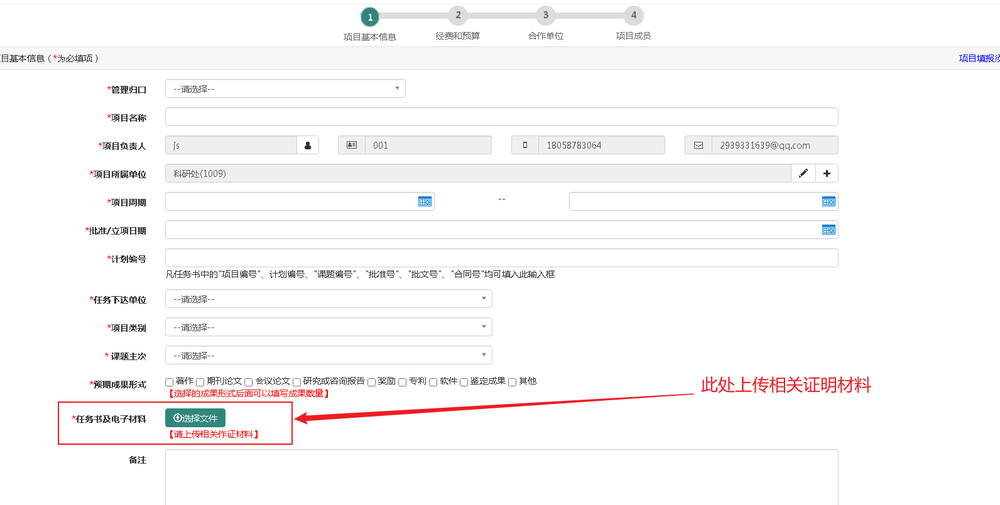 1 2 3 4
项目基本信息 经费和预算 合作单位 项目成员
目基本信息（*为必填项） 项目填报须
*管理归口 --请选择--
*项目名称
*项目负责人 js 001 18058783064 2939331639@qq.com
*项目所属单位 科研处(1009)
*项目周期 --
*批准/立项日期
*计划编号
凡任务书中的"项目编号"、计划编号、"课题编号"、"批准号"、"批文号"、"合同号"均可填入此输入框
*任务下达单位 --请选择--
*项目类别 --请选择--
* 课题主次 --请选择--
*预期成果形式 著作 期刊论文 会议论文 研究或咨询报告 奖励 专利 软件 鉴定成果 其他
【选择的成果形式后面可以填写成果数量】
此处上传相关证明材料
*任务书及电子材料 选择文件
【请上传相关作证材料】
备注